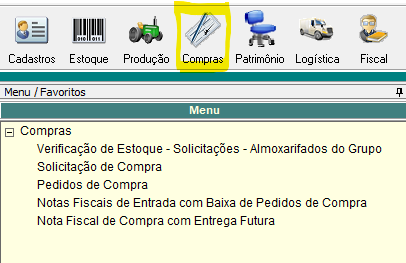 Cadastros Estoque Produção Compras Patrimônio Logística Fiscal
Menu / Favoritos
Menu
Compras
Verificação de Estoque - Solicitações - Almoxarifados do Grupo
Solicitação de Compra
Pedidos de Compra
Notas Fiscais de Entrada com Baixa de Pedidos de Compra
Nota Fiscal de Compra com Entrega Futura